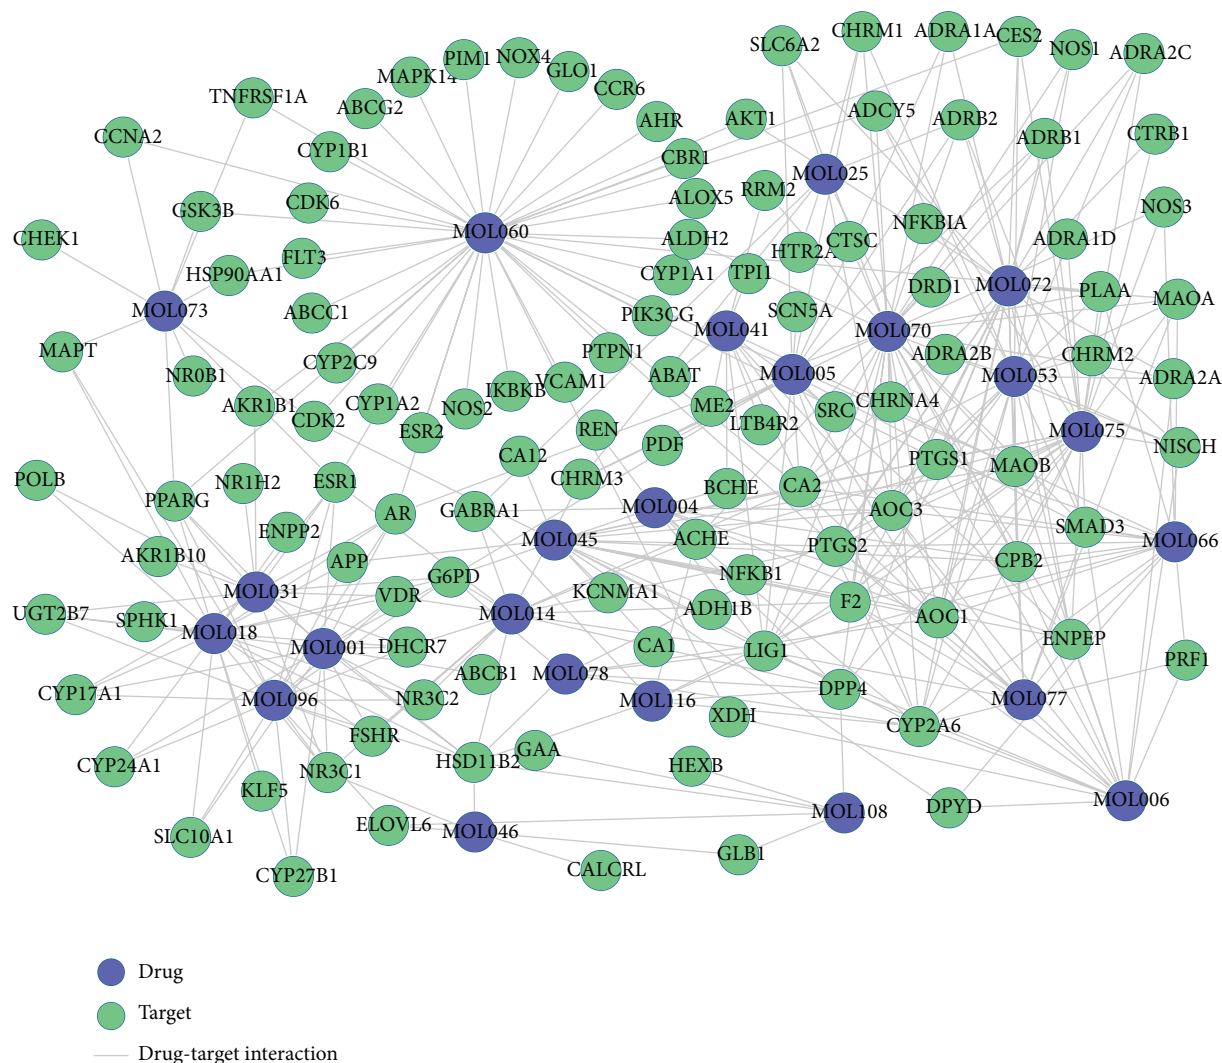 SLC6A2
CHRM1
ADRA1A
CES2
NOS1
ADRA2C
PIM1
NOX4
GLO1
CCR6
MAPK14
TNFRSF1A
ABCG2
AHR
AKT1
ADCY5
ADRB2
ADRB1
CTRB1
CCNA2
CYP1B1
CBR1
MOL025
RRM2
ALOX5
CDK6
GSK3B
NOS3
NFKBIA
CHEK1
MOL060
ALDH2
HTR2A
CTSC
ADRA1D
FLT3
HSP90AA1
CYP1A1
TPI1
DRD1
MOL072
PLAA
MAOA
MOL073
ABCC1
PIK3CG
MOL041
SCN5A
MOL070
MAPT
CYP2C9
PTPN1
ADRA2B
CHRM2
NR0B1
IKBKB
VCAM1
ABAT
MOL005
MOL053
ADRA2A
AKR1B1
CDK2
CYP1A2
NOS2
ESR2
ME2
LTB4R2
SRC
CHRNA4
REN
PDF
MOL075
NISCH
CA12
PTGS1
MAOB
POLB
PPARG
NR1H2
ESR1
CHRM3
BCHE
CA2
GABRA1
MOL004
AOC3
AR
ENPP2
SMAD3
AKR1B10
APP
MOL045
ACHE
PTGS2
MOL066
CPB2
MOL031
G6PD
NFKB1
VDR
KCNMA1
UGT2B7
SPHK1
MOL018
MOL014
ADH1B
F2
AOC1
MOL001
DHCR7
CA1
LIG1
ENPEP
PRF1
CYP17A1
MOL096
ABCB1
MOL078
NR3C2
MOL116
DPP4
MOL077
XDH
CYP2A6
FSHR
CYP24A1
NR3C1
HSD11B2
GAA
HEXB
KLF5
MOL006
SLC10A1
ELOVL6
MOL046
MOL108
DPYD
GLB1
CYP27B1
CALCRL
Drug
Target
Drug-target interaction